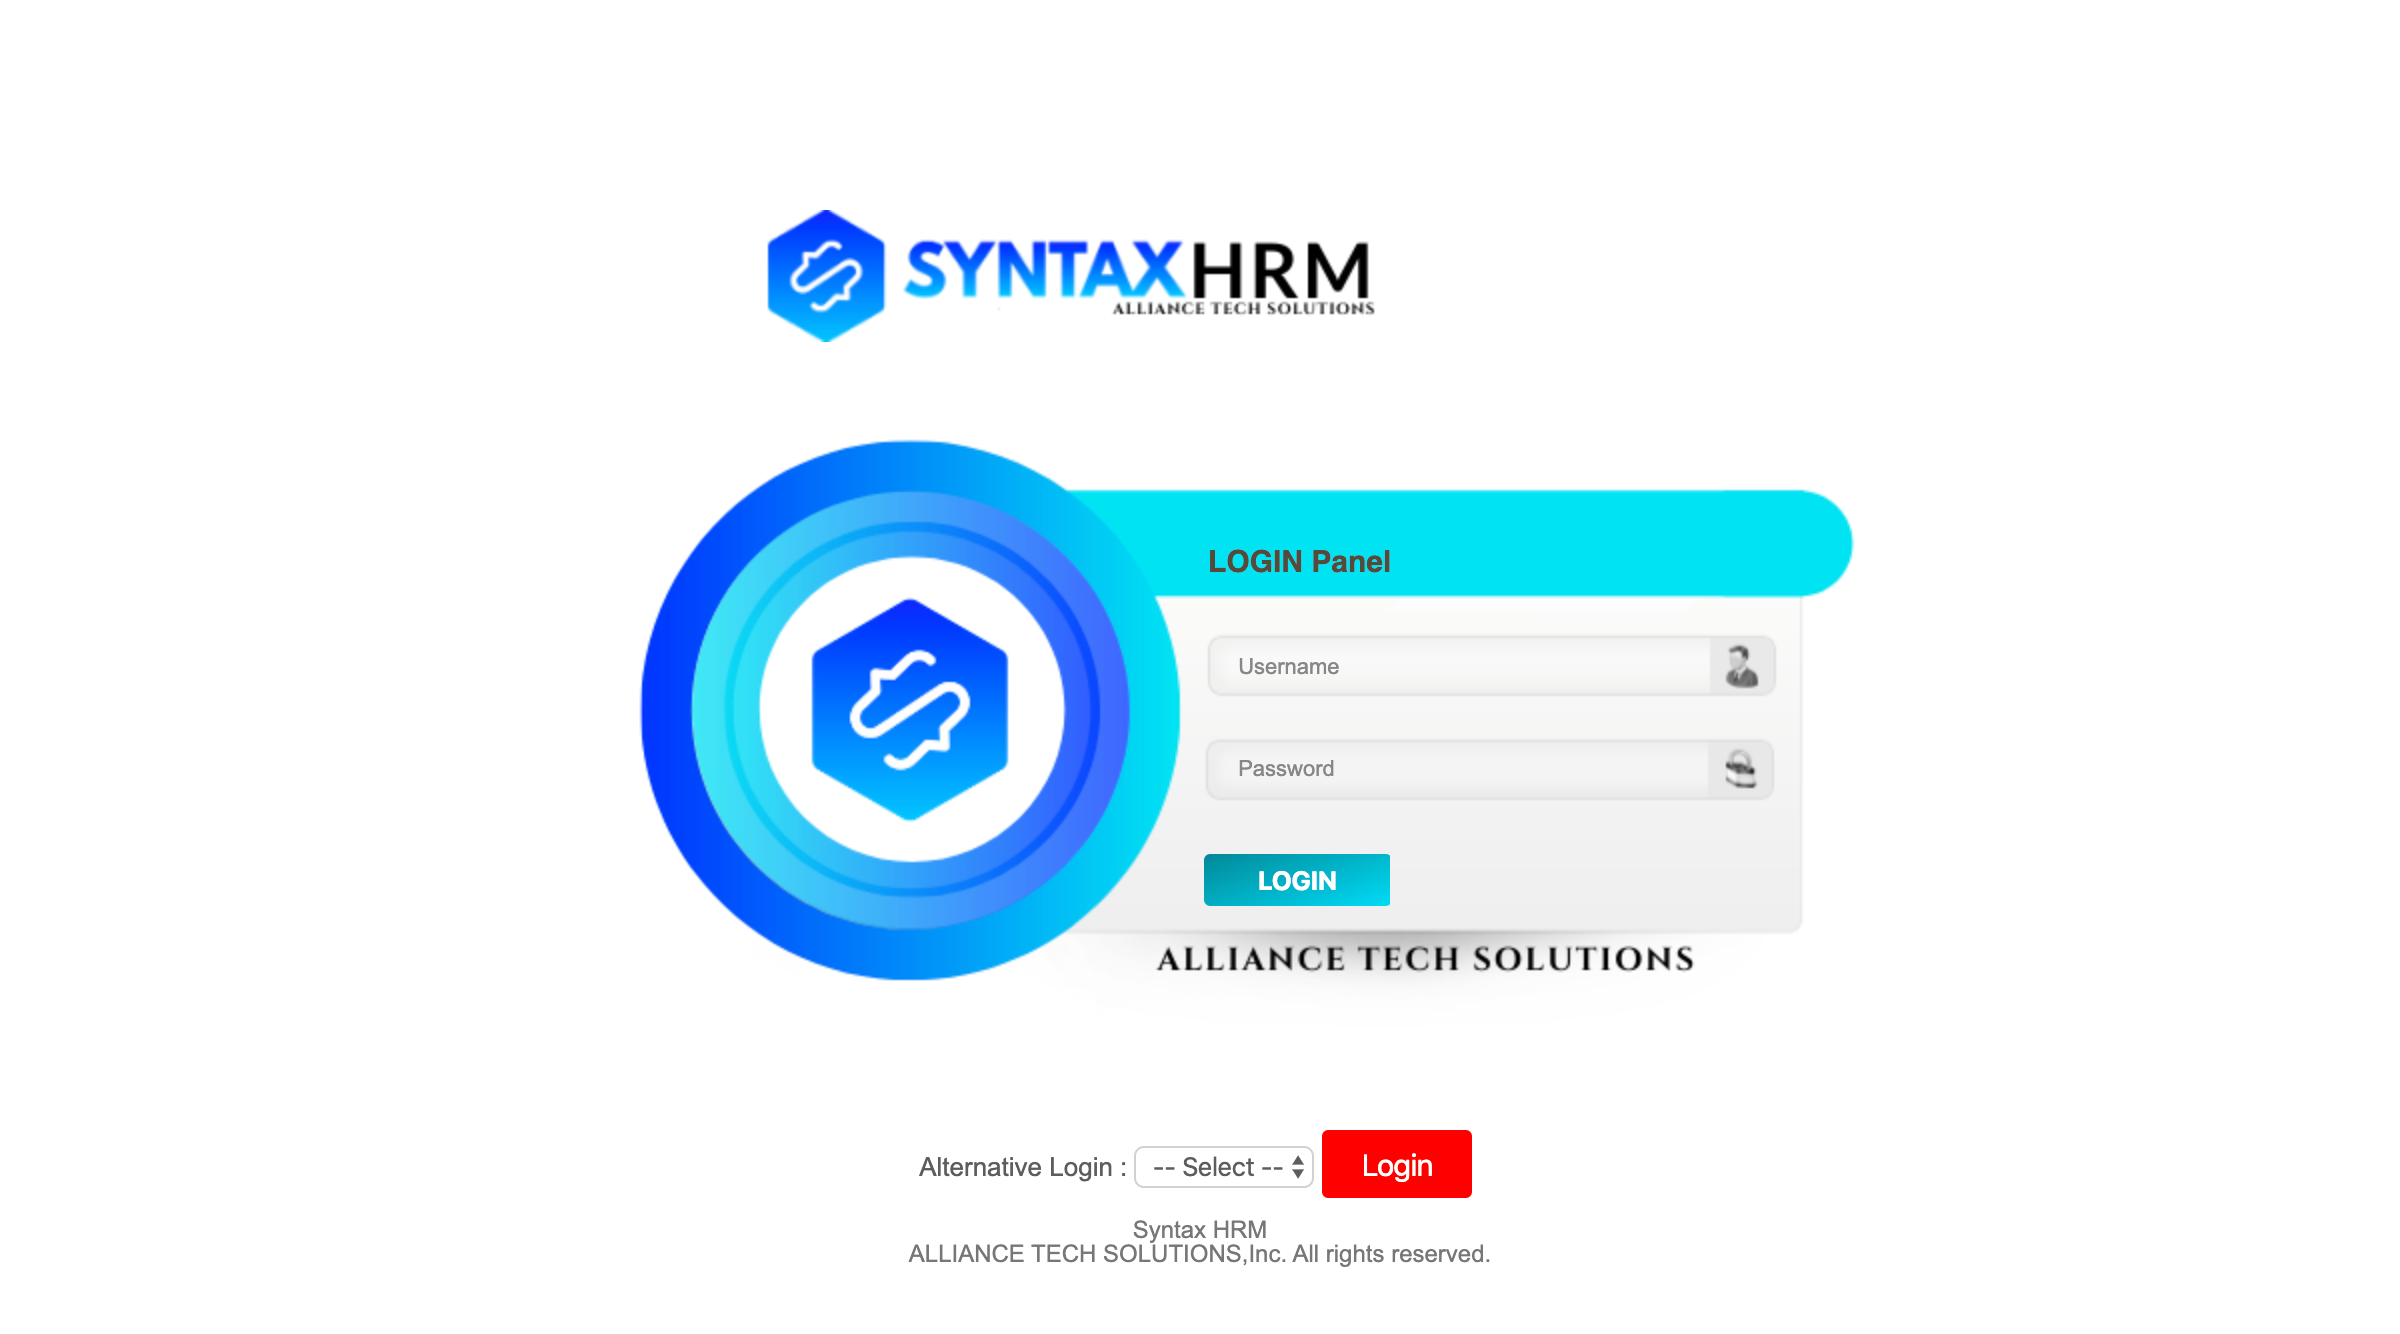 SYNTAXHRM
ALLIANCE TECH SOLUTIONS
LOGIN Panel
Username
Password
LOGIN
ALLIANCE TECH SOLUTIONS
Alternative Login : -- Select -- Login
Syntax HRM
ALLIANCE TECH SOLUTIONS,Inc. All rights reserved.